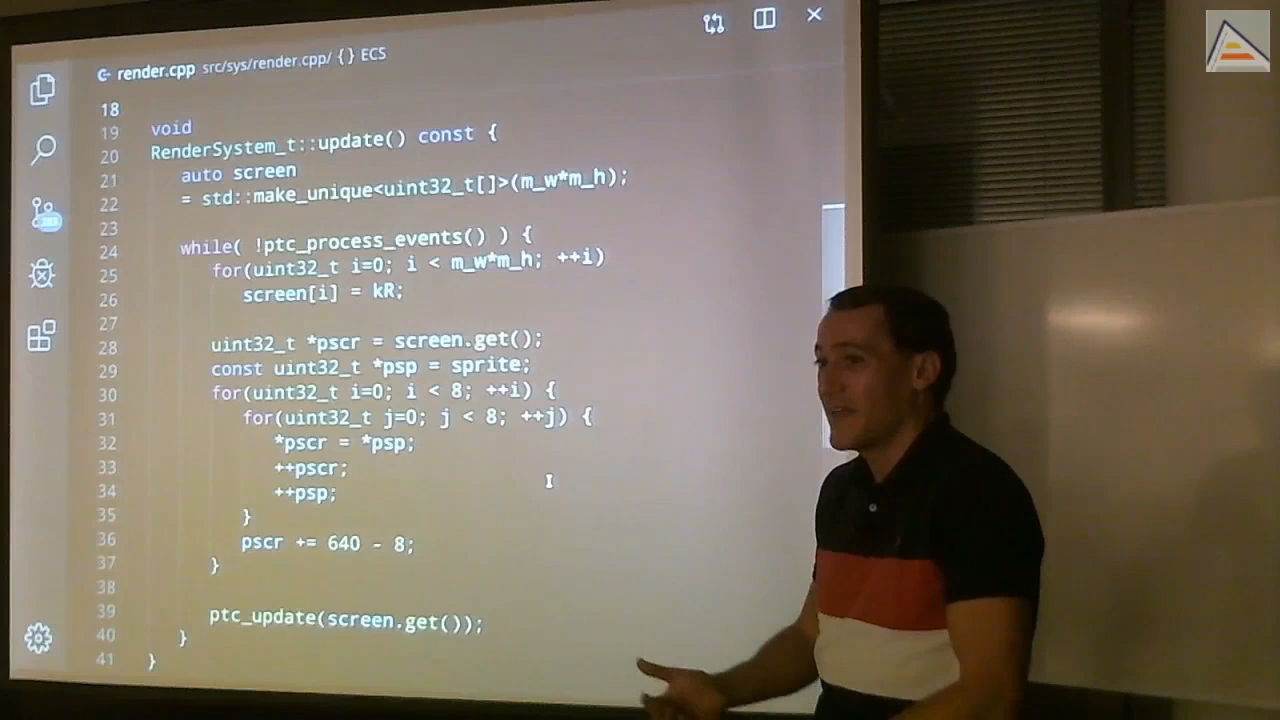 render.cpp src/sys/render.cpp/ {} ECS
18
19 void
20 RenderSystem_t::update() const {
21 auto screen
22 = std::make_unique<uint32_t[]>(m_w*m_h);
23
24 while( !ptc_process_events() ) {
25 for(uint32_t i=0; i < m_w*m_h; ++i)
26 screen[i] = kR;
27
28 uint32_t *pscr = screen.get();
29 const uint32_t *psp = sprite;
30 for(uint32_t i=0; i < 8; ++i) {
31 for(uint32_t j=0; j < 8; ++j) {
32 *pscr = *psp;
33 ++pscr;
34 ++psp;
35 }
36 pscr += 640 - 8;
37 }
38
39 ptc_update(screen.get());
40 }
41 }